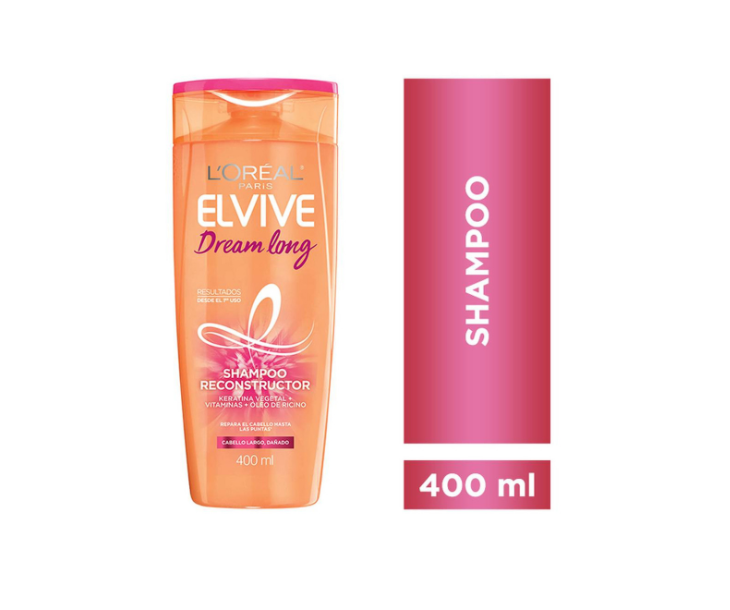 L'ORÉAL
PARIS
ELVIVE
Dream long
RESULTADOS
DESDE EL 1ER USO
SHAMPOO
RECONSTRUCTOR
KERATINA VEGETAL +
VITAMINAS + ÓLEO DE RICINO
REPARA EL CABELLO HASTA
LAS PUNTAS*
CABELLO LARGO, DAÑADO
400 ml
SHAMPOO
400 ml